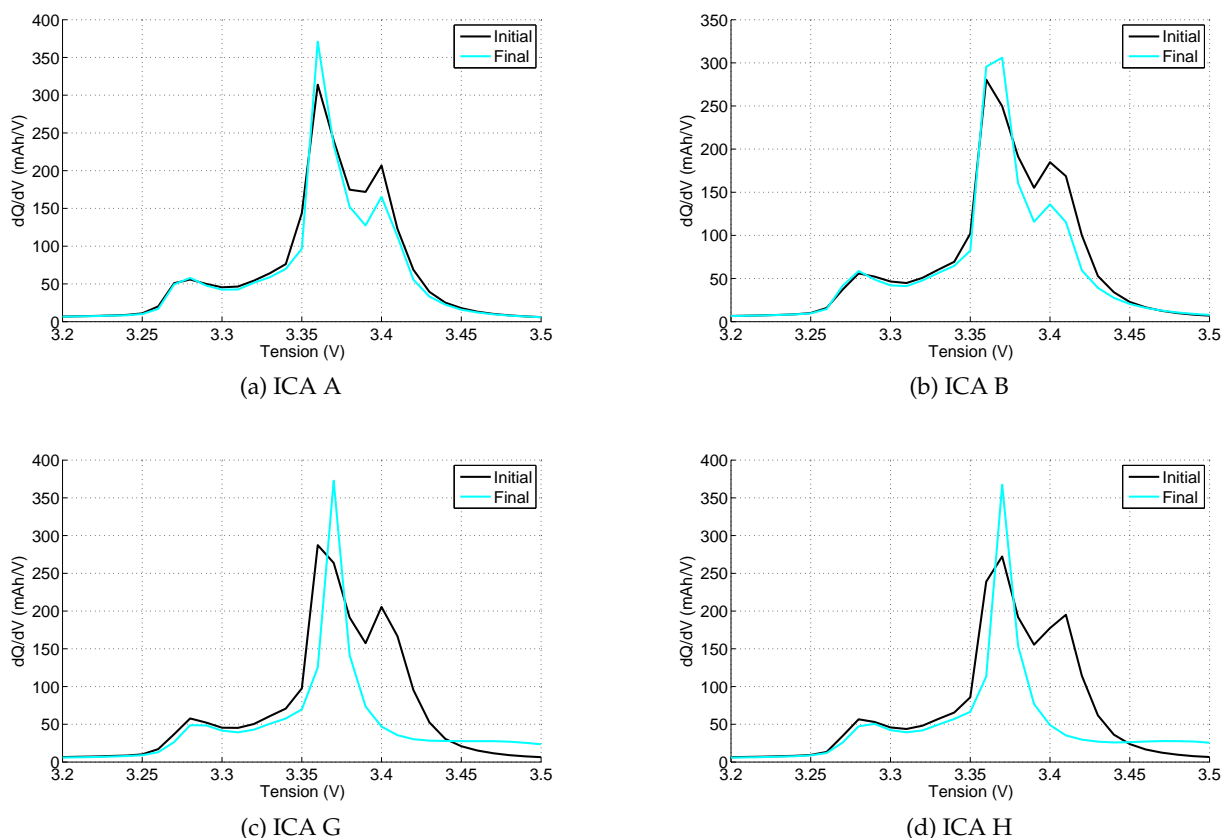 400
350
300
250
200
150
100
50
0
dQ/dV (mAh/V)
3.2 3.25 3.3 3.35 3.4 3.45 3.5
Tension (V)
Initial
Final
(a) ICA A
350
300
250
200
150
100
50
0
dQ/dV (mAh/V)
3.2 3.25 3.3 3.35 3.4 3.45 3.5
Tension (V)
Initial
Final
(b) ICA B
400
350
300
250
200
150
100
50
0
dQ/dV (mAh/V)
3.2 3.25 3.3 3.35 3.4 3.45 3.5
Tension (V)
Initial
Final
(c) ICA G
400
350
300
250
200
150
100
50
0
dQ/dV (mAh/V)
3.2 3.25 3.3 3.35 3.4 3.45 3.5
Tension (V)
Initial
Final
(d) ICA H